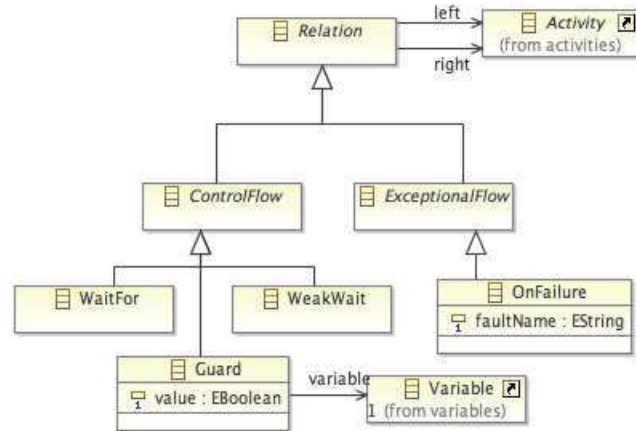 left
Relation
Activity
(from activities)
right
ControlFlow
ExceptionalFlow
WaitFor
WeakWait
OnFailure
1 faultName : EString
Guard
1 value : EBoolean
variable
Variable
1 (from variables)